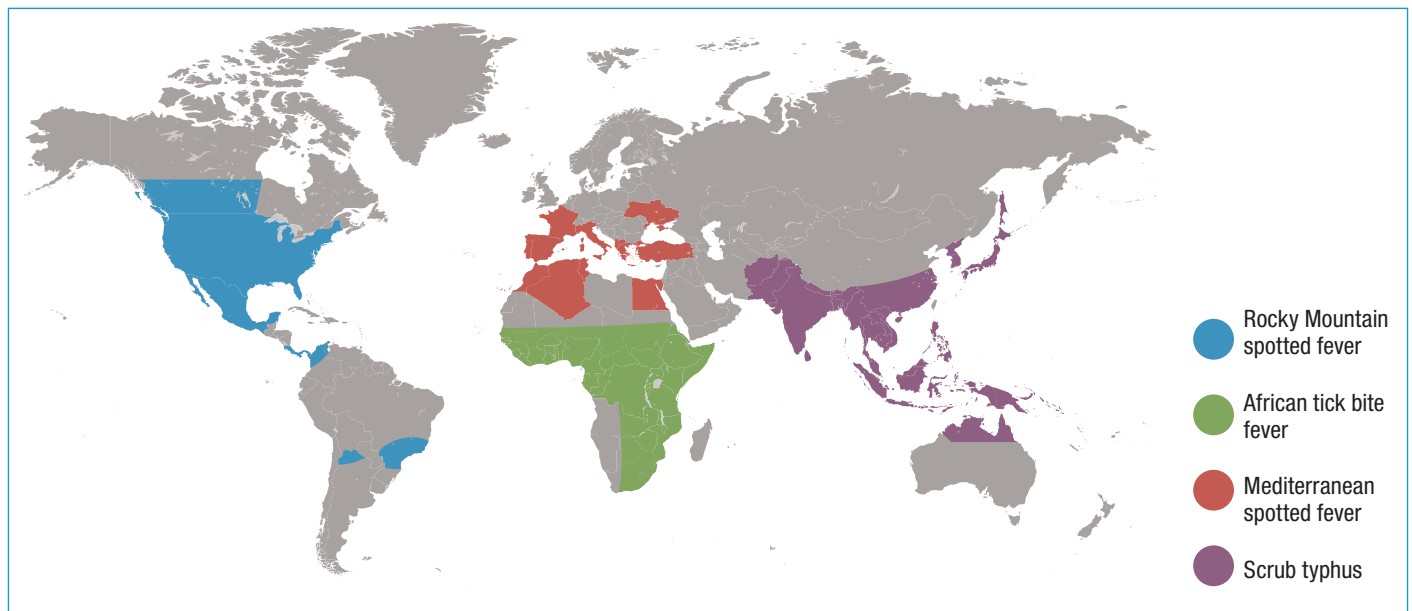 Rocky Mountain
spotted fever
African tick bite
fever
Mediterranean
spotted fever
Scrub typhus